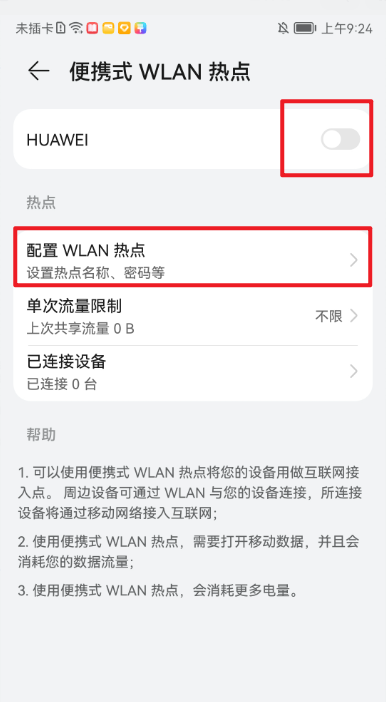 未插卡 上午9:24
便携式 WLAN 热点
HUAWEI
热点
配置 WLAN 热点
设置热点名称、密码等
单次流量限制
上次共享流量 0 B
不限
已连接设备
已连接 0 台
帮助
1. 可以使用便携式 WLAN 热点将您的设备用做互联网接
入点。 周边设备可通过 WLAN 与您的设备连接，所连接
设备将通过移动网络接入互联网;
2. 使用便携式 WLAN 热点，需要打开移动数据，并且会
消耗您的数据流量;
3. 使用便携式 WLAN 热点，会消耗更多电量。